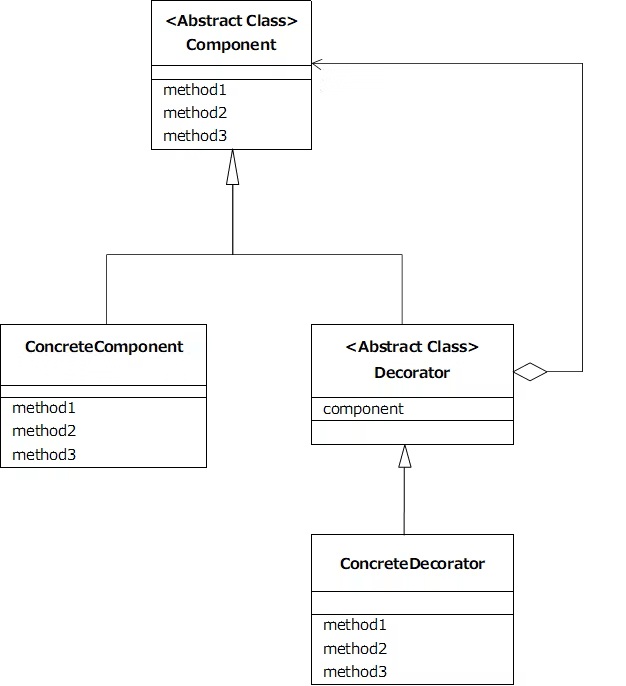 <Abstract Class>
Component
method1
method2
method3
ConcreteComponent
method1
method2
method3
<Abstract Class>
Decorator
component
ConcreteDecorator
method1
method2
method3